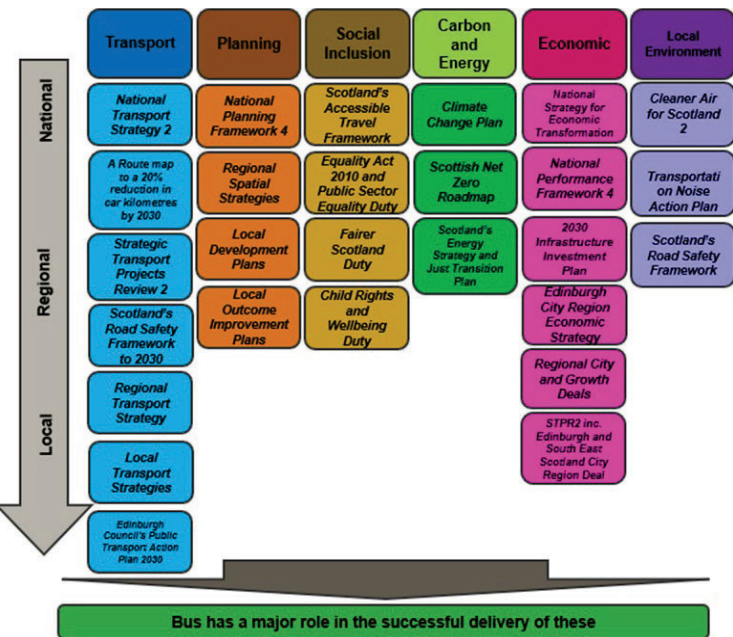 Transport
Planning
Social
Inclusion
Carbon
and
Energy
Economic
Local
Environment
National
Regional
Local
National
Transport
Strategy 2
A Route map
to a 20%
reduction in
car kilometres
by 2030
Strategic
Transport
Projects
Review 2
Scotland's
Road Safety
Framework
to 2030
Regional
Transport
Strategy
Local
Transport
Strategies
Edinburgh
Council's Public
Transport Action
Plan 2030
National
Planning
Framework 4
Regional
Spatial
Strategies
Local
Development
Plans
Local
Outcome
Improvement
Plans
Scotland's
Accessible
Travel
Framework
Equality Act
2010 and
Public Sector
Equality Duty
Fairer
Scotland
Duty
Child Rights
and
Wellbeing
Duty
Climate
Change Plan
Scottish Net
Zero
Roadmap
Scotland's
Energy
Strategy and
Just Transition
Plan
National
Strategy for
Economic
Transformation
National
Performance
Framework 4
2030
Infrastructure
Investment
Plan
Edinburgh
City Region
Economic
Strategy
Regional City
and Growth
Deals
STPR2 inc.
Edinburgh and
South East
Scotland City
Region Deal
Cleaner Air
for Scotland
2
Transportati
on Noise
Action Plan
Scotland's
Road Safety
Framework
Bus has a major role in the successful delivery of these